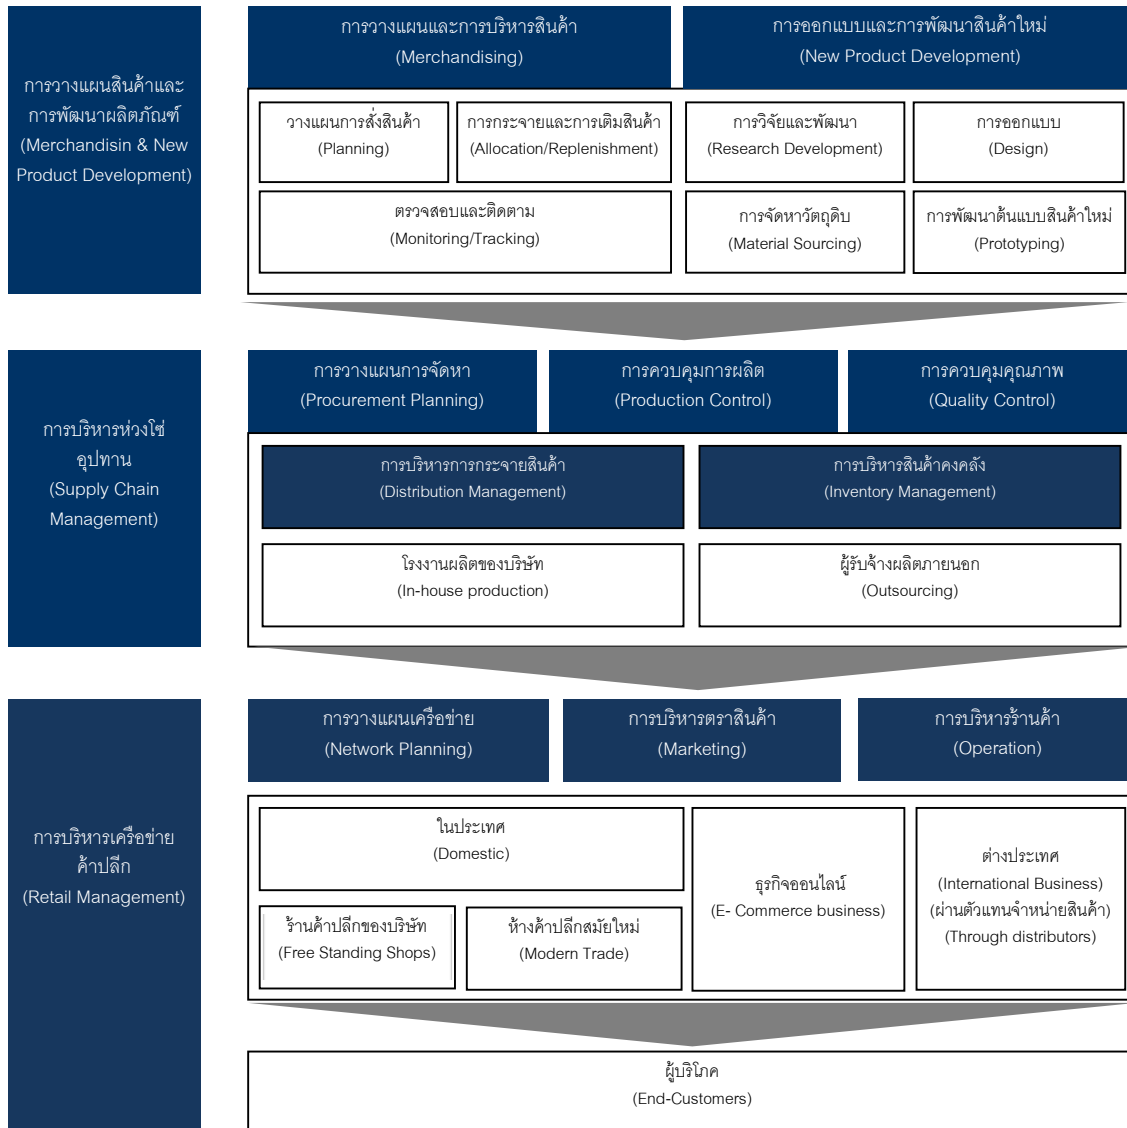 การวางแผนสินค้าและ
การพัฒนาผลิตภัณฑ์
(Merchandisin & New
Product Development)
การวางแผนและการบริหารสินค้า
(Merchandising)
การออกแบบและการพัฒนาสินค้าใหม่
(New Product Development)
วางแผนการสั่งสินค้า
(Planning)
การกระจายและการเติมสินค้า
(Allocation/Replenishment)
การวิจัยและพัฒนา
(Research Development)
การออกแบบ
(Design)
ตรวจสอบและติดตาม
(Monitoring/Tracking)
การจัดหาวัตถุดิบ
(Material Sourcing)
การพัฒนาต้นแบบสินค้าใหม่
(Prototyping)
การบริหารห่วงโซ่
อุปทาน
(Supply Chain
Management)
การวางแผนการจัดหา
(Procurement Planning)
การควบคุมการผลิต
(Production Control)
การควบคุมคุณภาพ
(Quality Control)
การบริหารการกระจายสินค้า
(Distribution Management)
การบริหารสินค้าคงคลัง
(Inventory Management)
โรงงานผลิตของบริษัท
(In-house production)
ผู้รับจ้างผลิตภายนอก
(Outsourcing)
การบริหารเครือข่าย
ค้าปลีก
(Retail Management)
การวางแผนเครือข่าย
(Network Planning)
การบริหารตราสินค้า
(Marketing)
การบริหารร้านค้า
(Operation)
ในประเทศ
(Domestic)
ร้านค้าปลีกของบริษัท
(Free Standing Shops)
ห้างค้าปลีกสมัยใหม่
(Modern Trade)
ธุรกิจออนไลน์
(E- Commerce business)
ต่างประเทศ
(International Business)
(ผ่านตัวแทนจำหน่ายสินค้า)
(Through distributors)
ผู้บริโภค
(End-Customers)